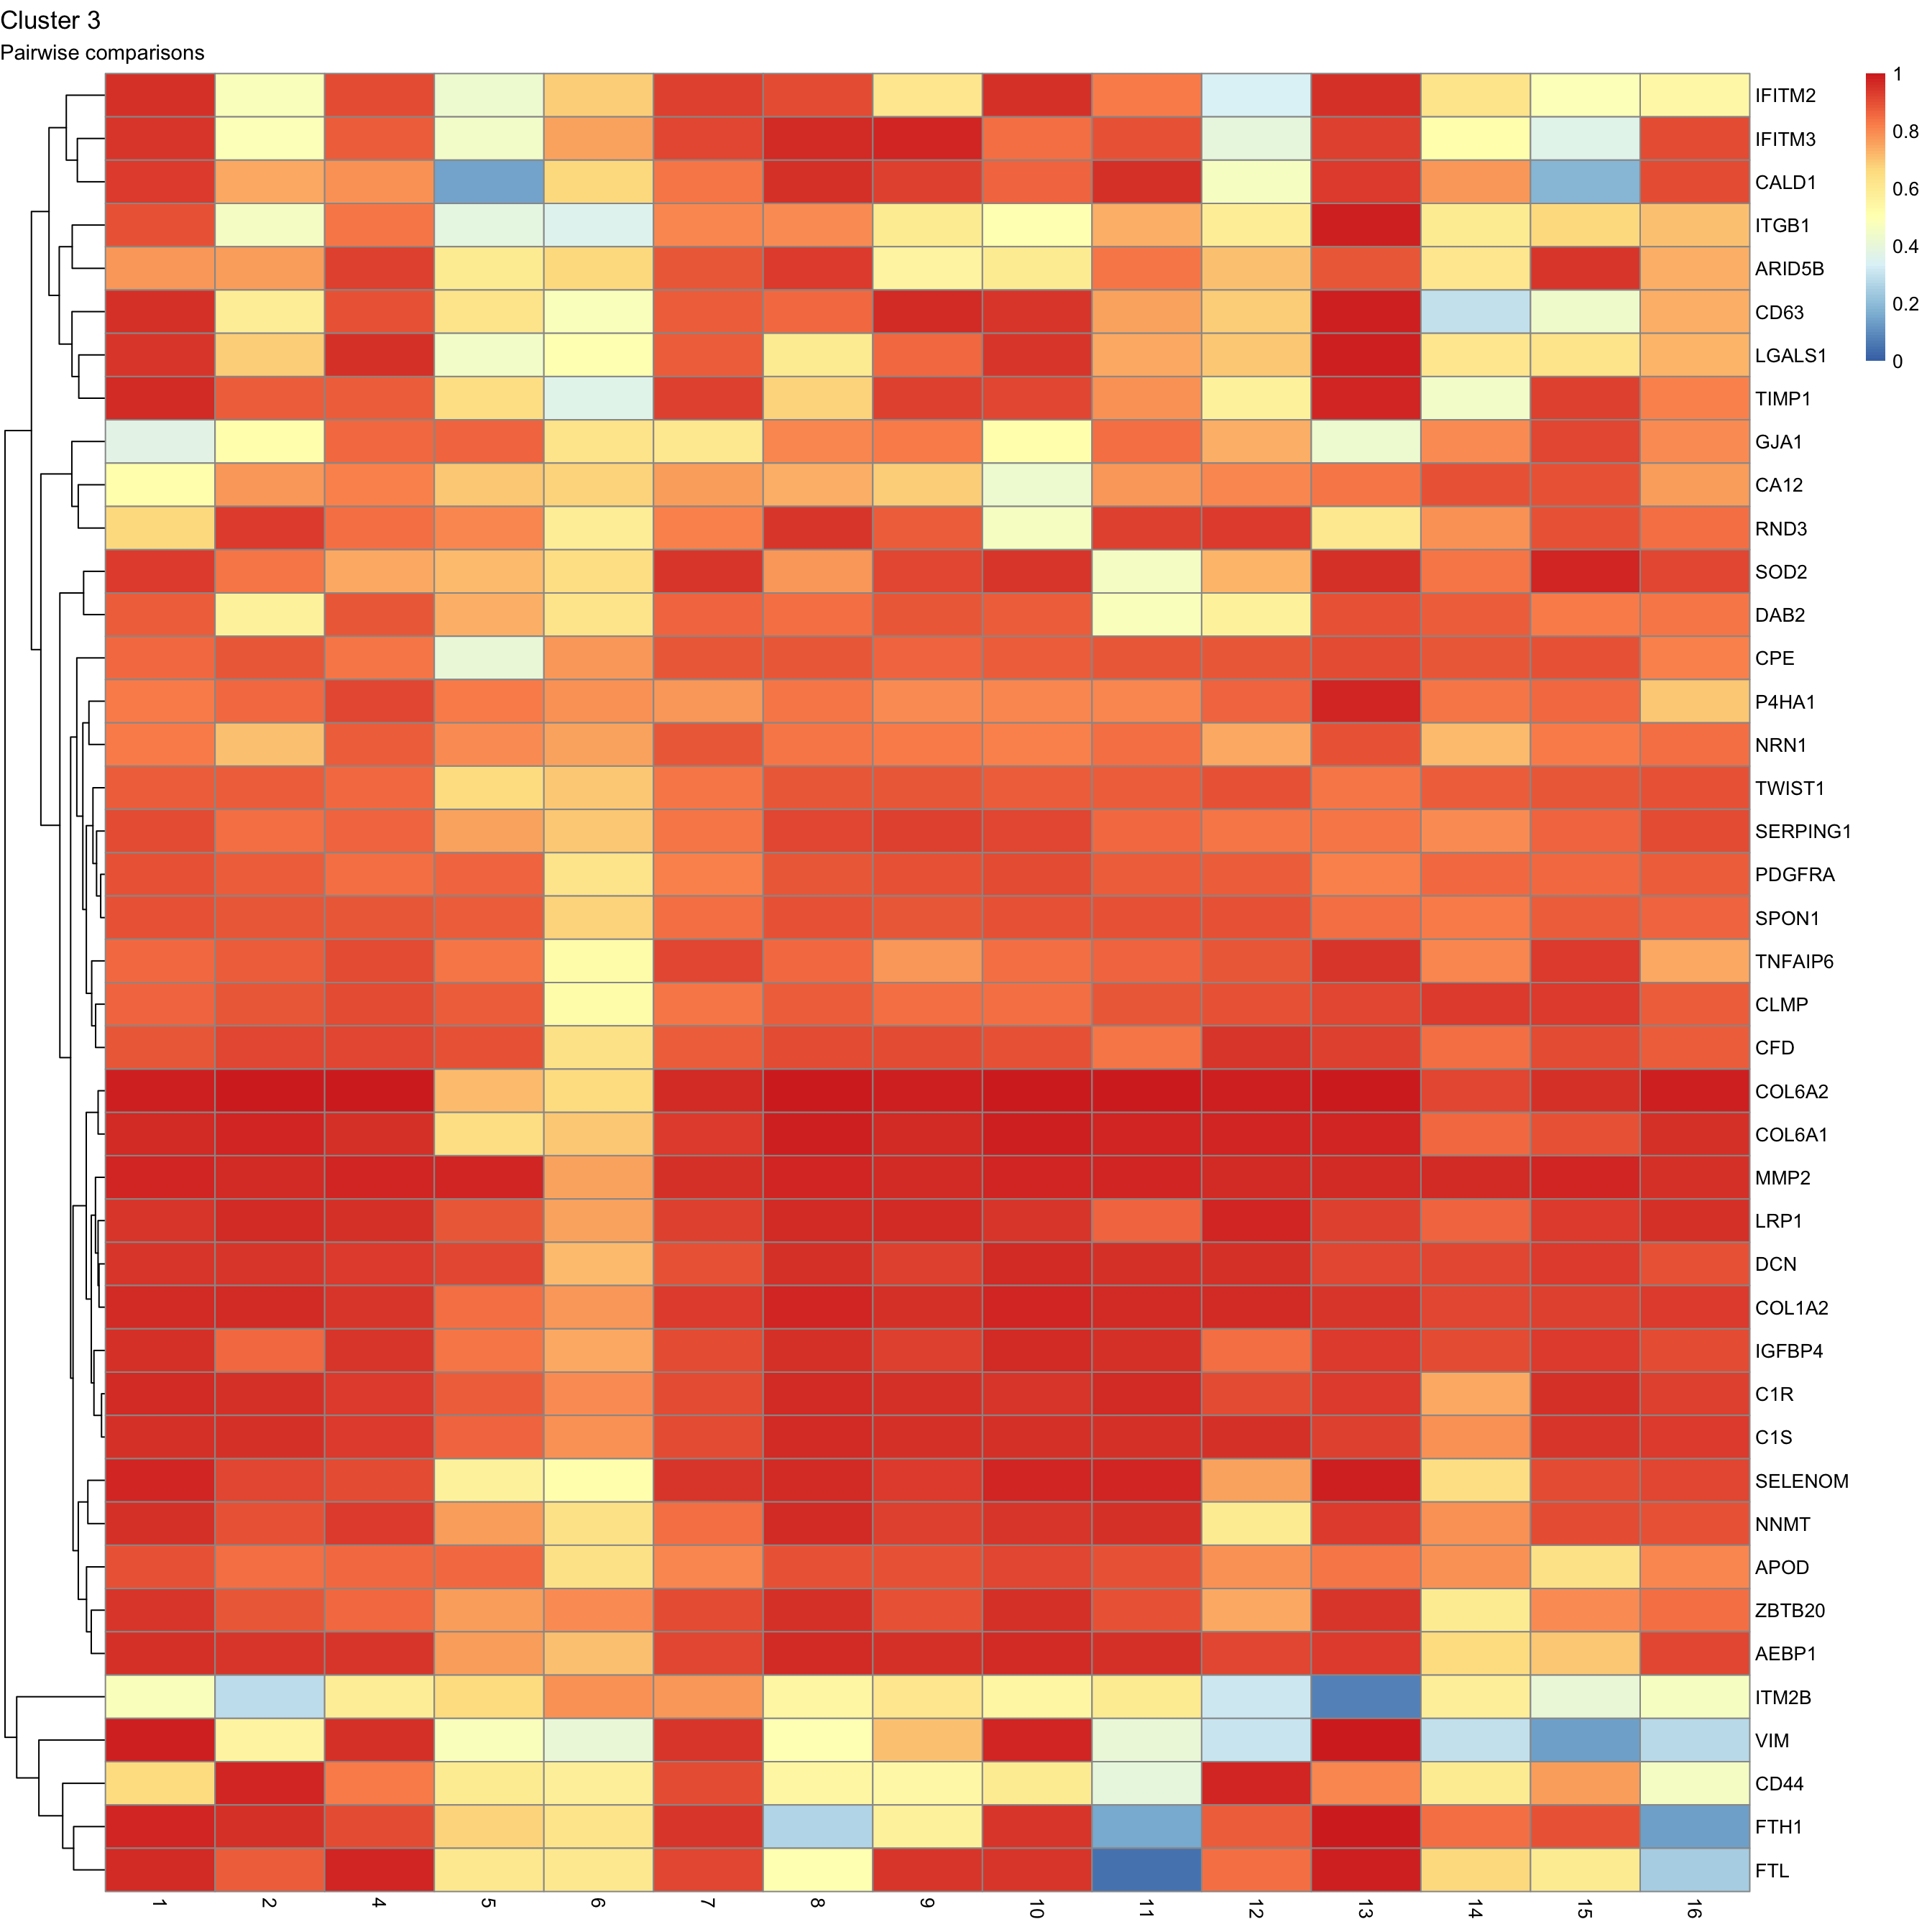 Cluster 3
Pairwise comparisons
1
0.8
0.6
0.4
0.2
0
IFITM2
IFITM3
CALD1
ITGB1
ARID5B
CD63
LGALS1
TIMP1
GJA1
CA12
RND3
SOD2
DAB2
CPE
P4HA1
NRN1
TWIST1
SERPING1
PDGFRA
SPON1
TNFAIP6
CLMP
CFD
COL6A2
COL6A1
MMP2
LRP1
DCN
COL1A2
IGFBP4
C1R
C1S
SELENOM
NNMT
APOD
ZBTB20
AEBP1
ITM2B
VIM
CD44
FTH1
FTL
1 2 4 5 6 7 8 9 10 11 12 13 14 15 16